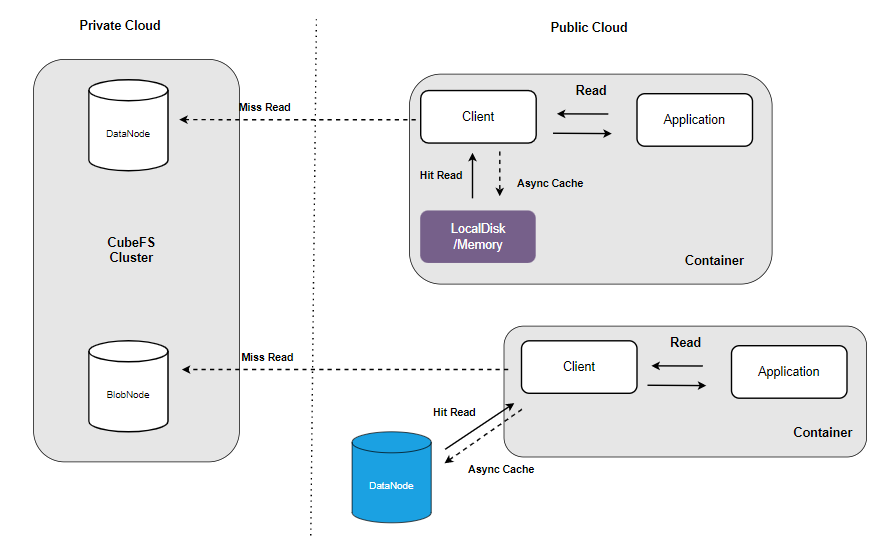 Private Cloud
Public Cloud
DataNode
Miss Read
Client
Read
Application
Hit Read
Async Cache
LocalDisk
/Memory
Container
CubeFS
Cluster
BlobNode
Miss Read
Client
Read
Application
Container
Hit Read
Async Cache
DataNode